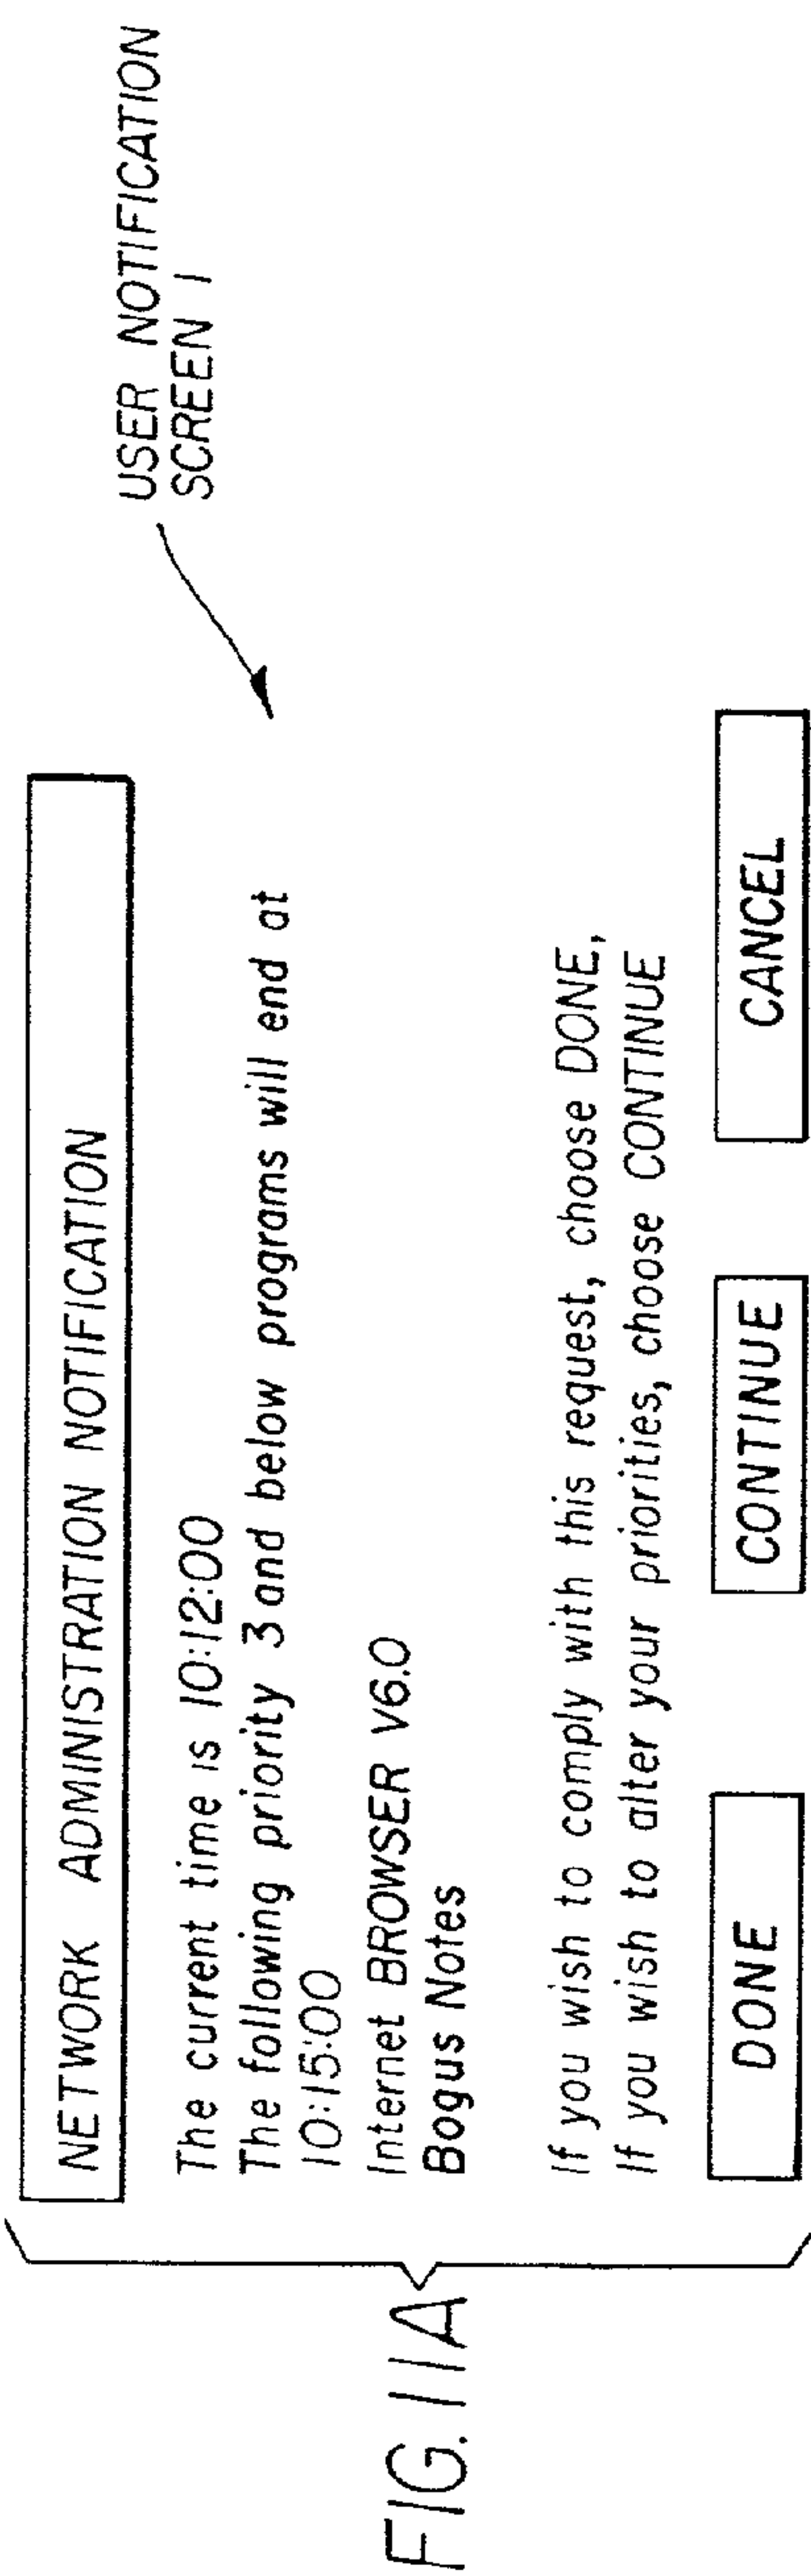 FIG. 11A
USER NOTIFICATION
SCREEN 1
NETWORK ADMINISTRATION NOTIFICATION
The current time is 10:12:00
The following priority 3 and below programs will end at
10:15:00
Internet BROWSER V6.0
Bogus Notes
If you wish to comply with this request, choose DONE,
If you wish to alter your priorities, choose CONTINUE
DONE
CONTINUE
CANCEL